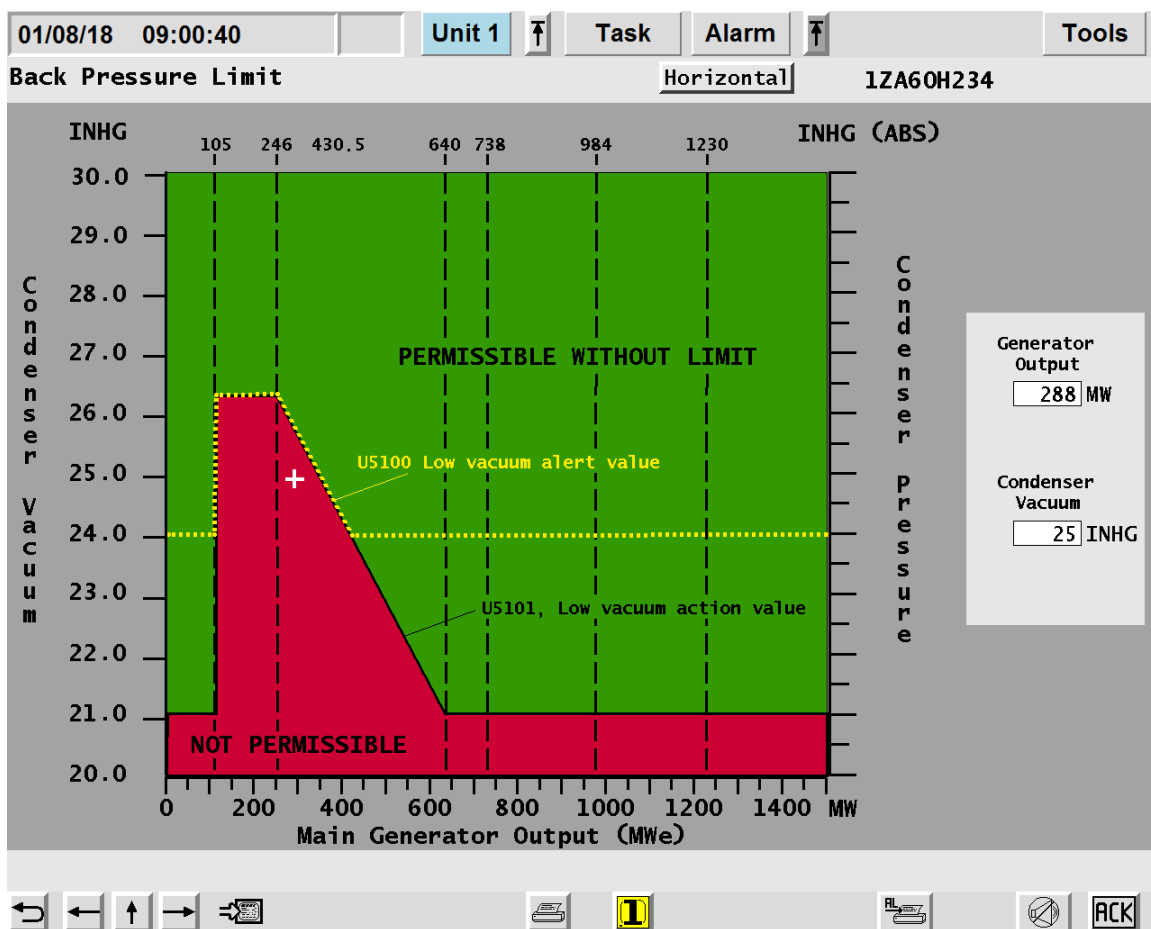 01/08/18 09:00:40
Unit 1
Task
Alarm
Tools
Back Pressure Limit
Horizontal
1ZA60H234
INHG
105 246 430.5 640 738 984 1230
INHG (ABS)
30.0
29.0
28.0
27.0
26.0
25.0
24.0
23.0
22.0
21.0
20.0
Condenser Vacuum
PERMISSIBLE WITHOUT LIMIT
U5100 Low vacuum alert value
U5101, Low vacuum action value
NOT PERMISSIBLE
Condenser Pressure
Generator
Output
288 MW
Condenser
Vacuum
25 INHG
0 200 400 600 800 1000 1200 1400 MW
Main Generator Output (MWe)
1
AL
ACK